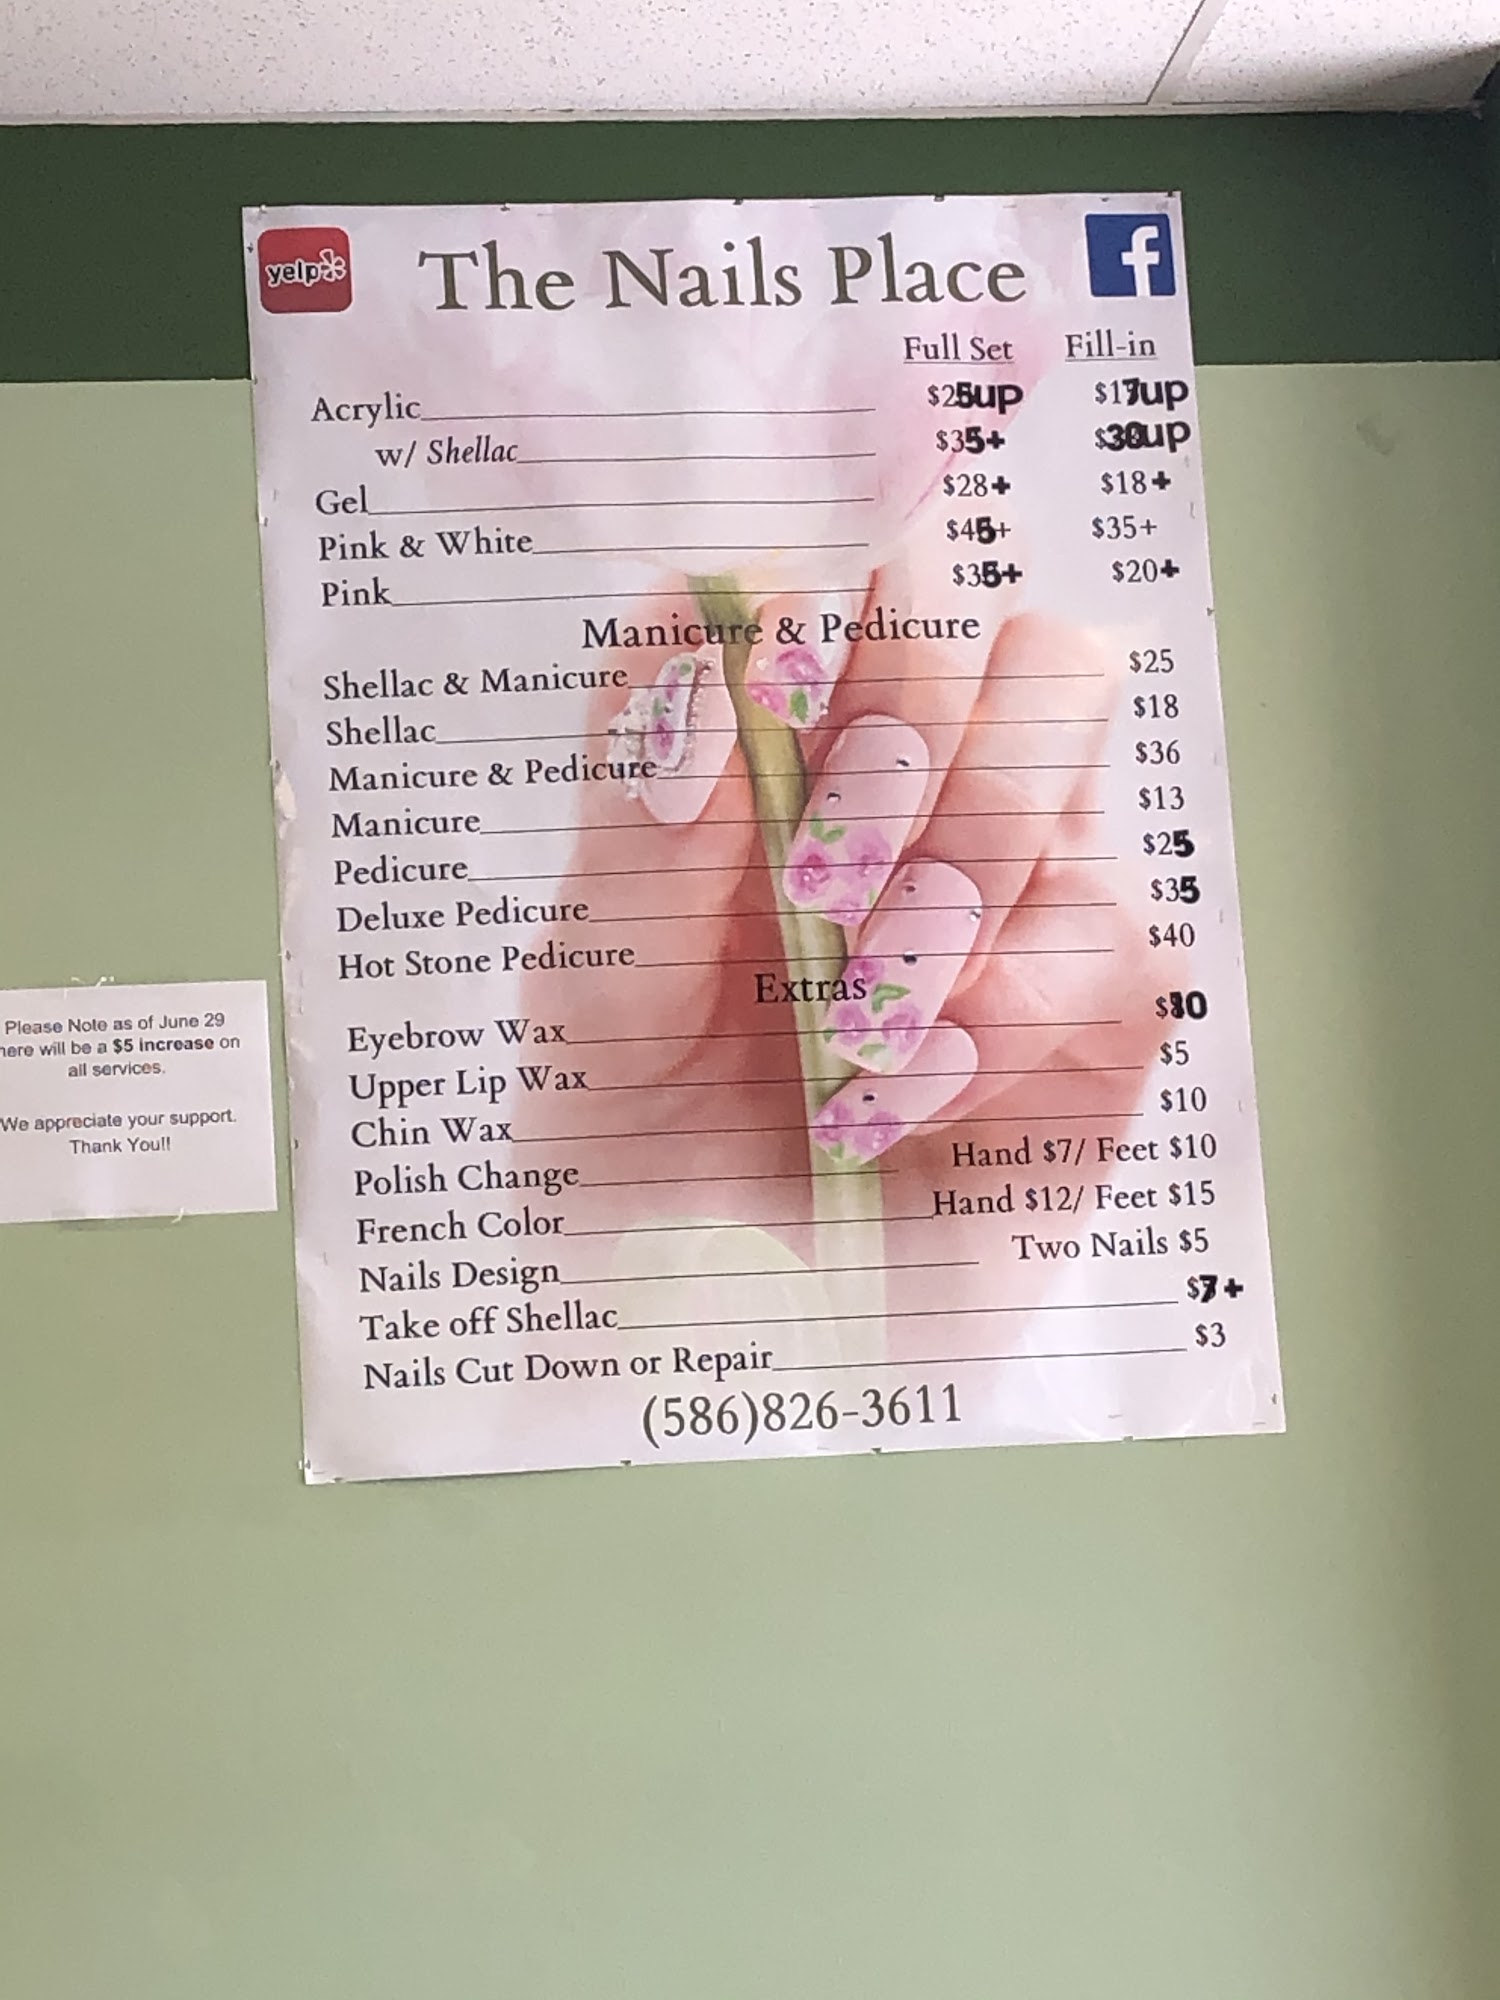 yelp
The Nails Place
f
Full Set Fill-in
Acrylic $25up $17up
w/ Shellac $35+ $30up
Gel $28+ $18+
Pink & White $45+ $35+
Pink $35+ $20+
Manicure & Pedicure
Shellac & Manicure $25
Shellac $18
Manicure & Pedicure $36
Manicure $13
Pedicure $25
Deluxe Pedicure $35
Hot Stone Pedicure $40
Extras
Eyebrow Wax $10
Upper Lip Wax $5
Chin Wax $10
Polish Change Hand $7/ Feet $10
French Color Hand $12/ Feet $15
Nails Design Two Nails $5
Take off Shellac $7+
Nails Cut Down or Repair $3
(586)826-3611
Please Note as of June 29
here will be a $5 increase on
all services.
We appreciate your support.
Thank You!!